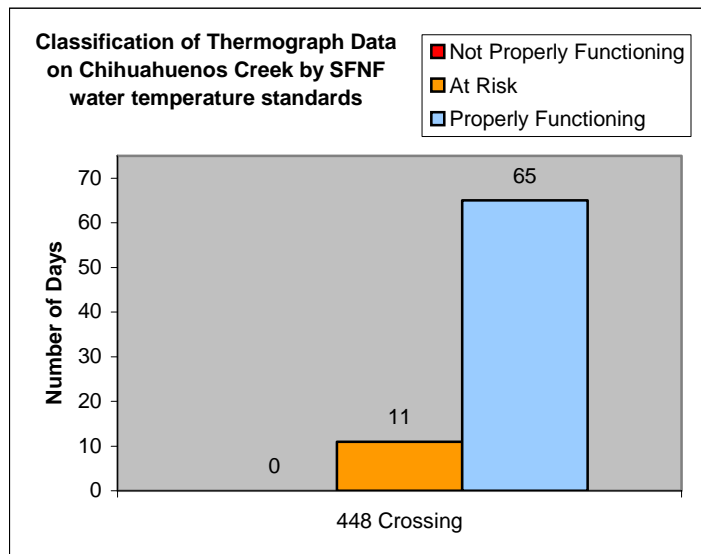 Classification of Thermograph Data
on Chihuahuenos Creek by SFNF
water temperature standards
Not Properly Functioning
At Risk
Properly Functioning
Number of Days
70
60
50
40
30
20
10
0
0
11
65
448 Crossing